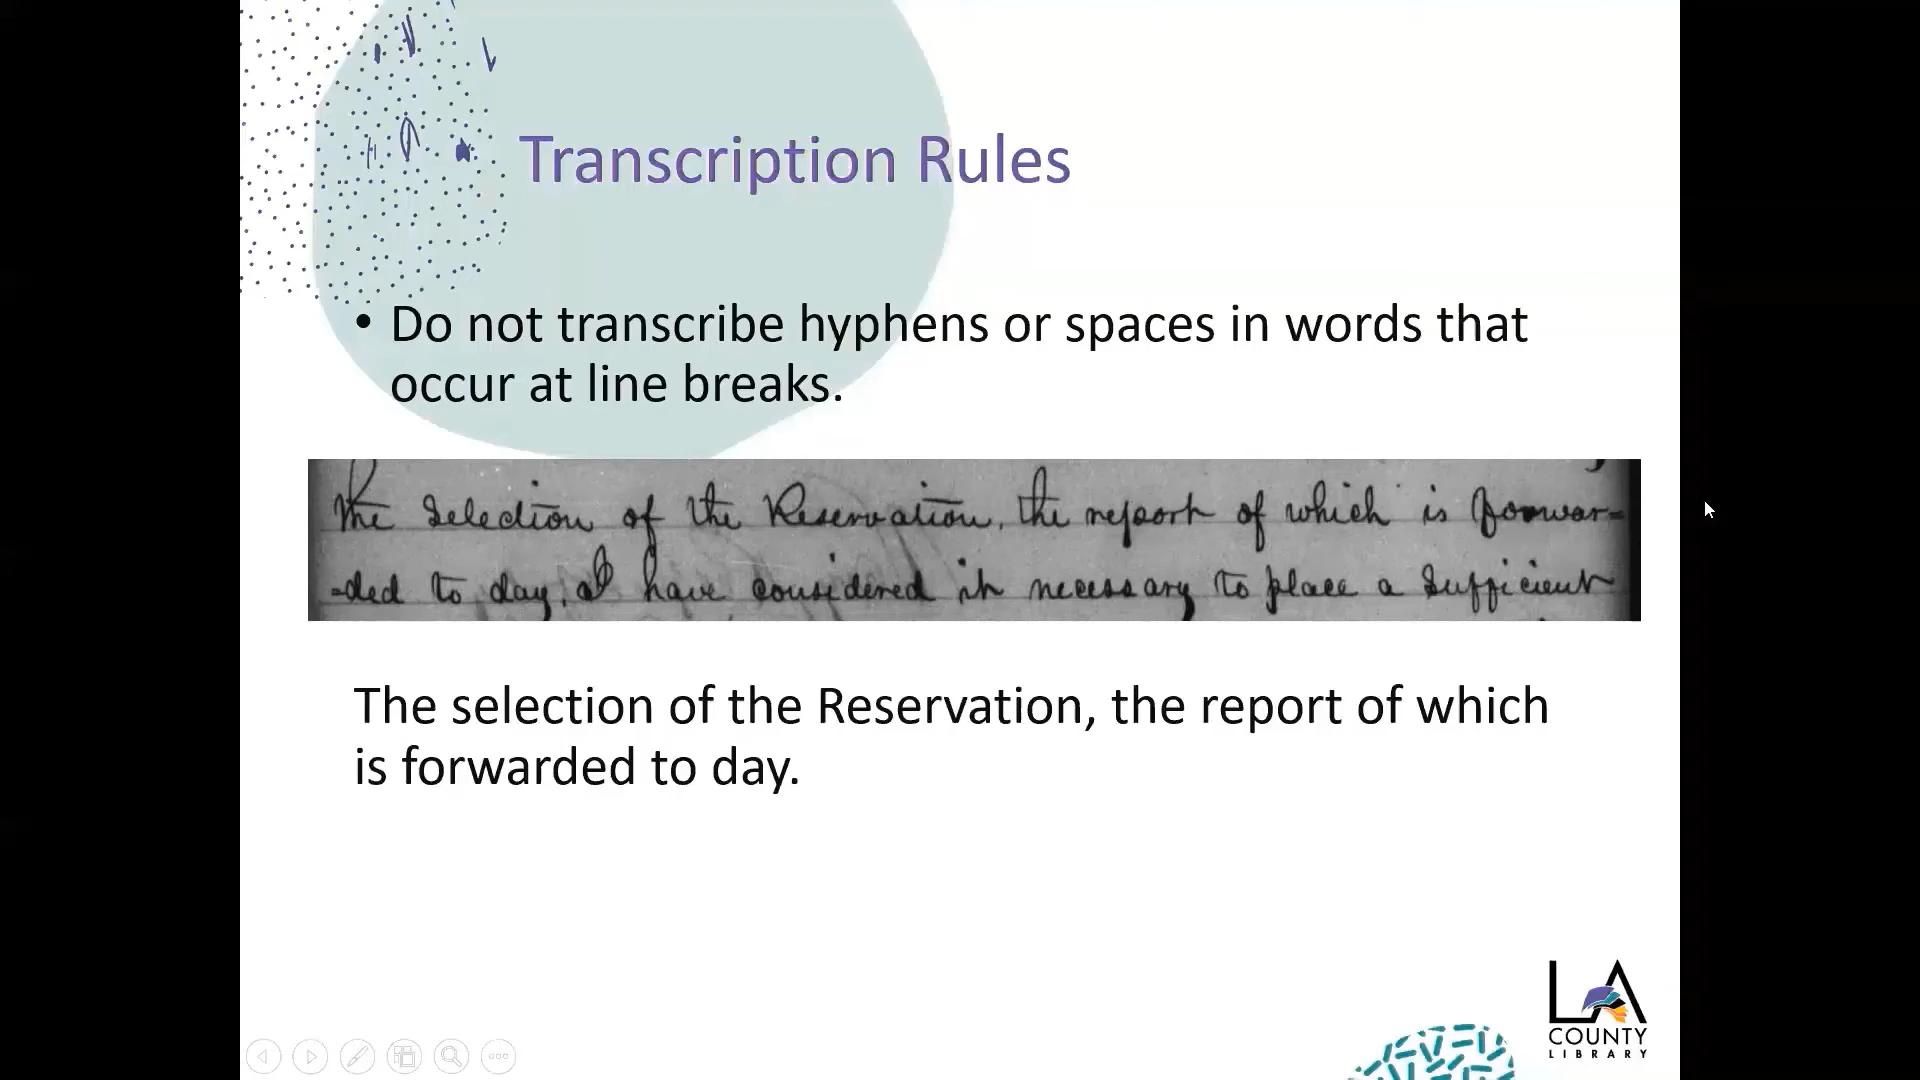 Transcription Rules
• Do not transcribe hyphens or spaces in words that
occur at line breaks.
the selection of the Reservation, the report of which is forwar=
=ded to day, I have considered it necessary to place a sufficient
The selection of the Reservation, the report of which
is forwarded to day.
LA
COUNTY
LIBRARY